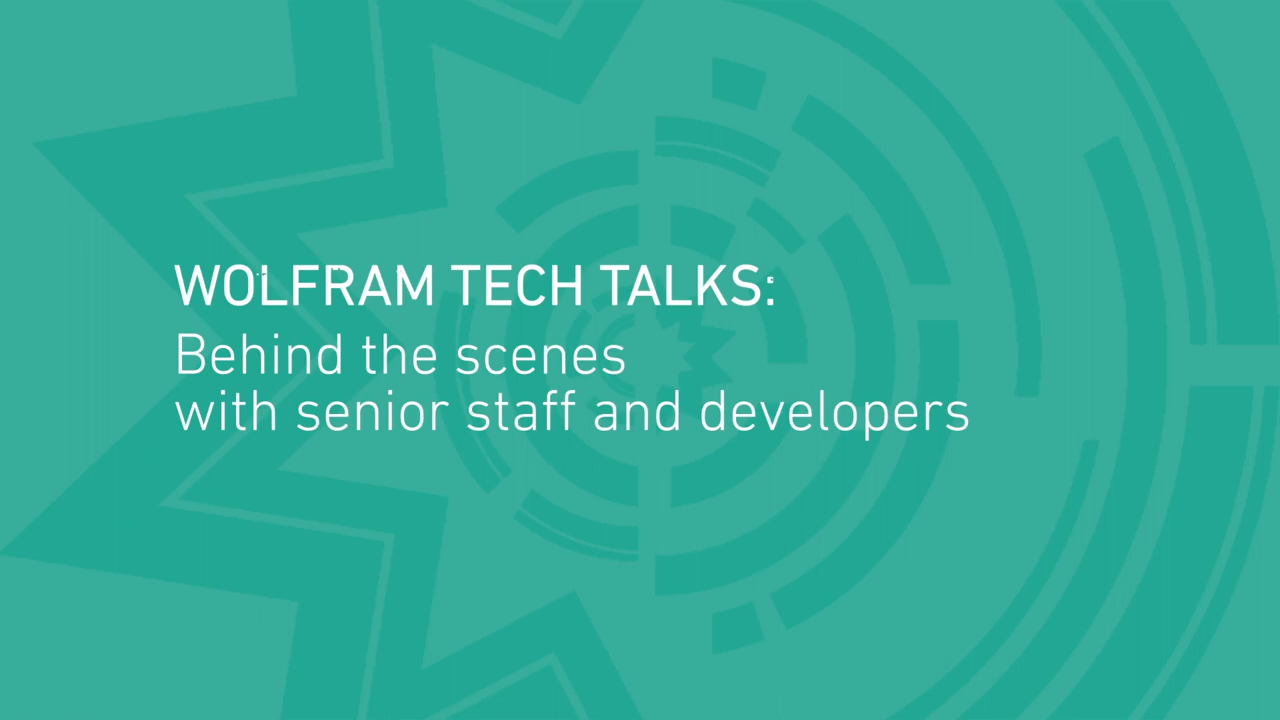 WOLFRAM TECH TALKS:
Behind the scenes
with senior staff and developers